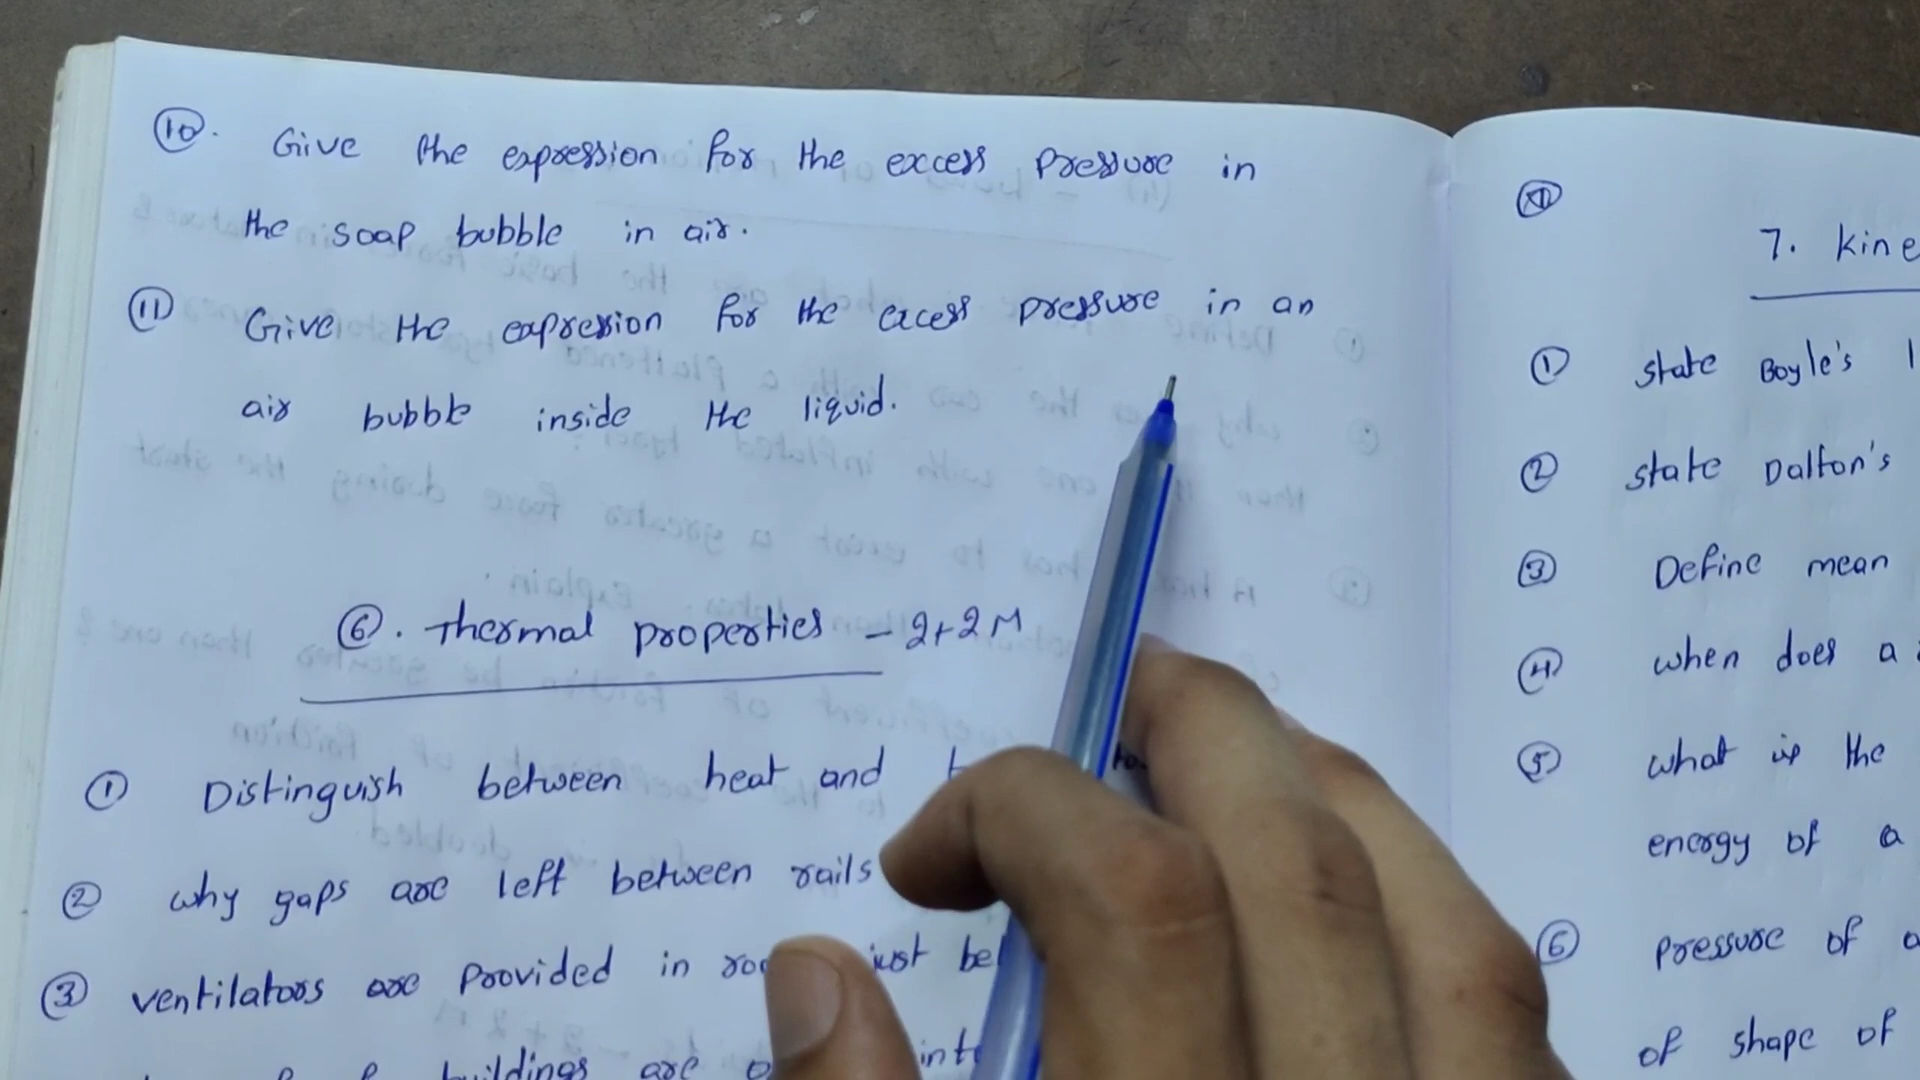 10. Give the expression for the excess pressure in
the soap bubble in air.
11 Give the expression for the excess pressure in an
air bubble inside the liquid.
6. Thermal properties - 2+2M
1 Distinguish between heat and
2 why gaps are left between rails
3 ventilators are provided in just
buildings are
7. kine
1 state Boyle's
2 state Dalton's
3 Define mean
4 when does a
5 what is the
energy of a
6 pressure of
of shape of